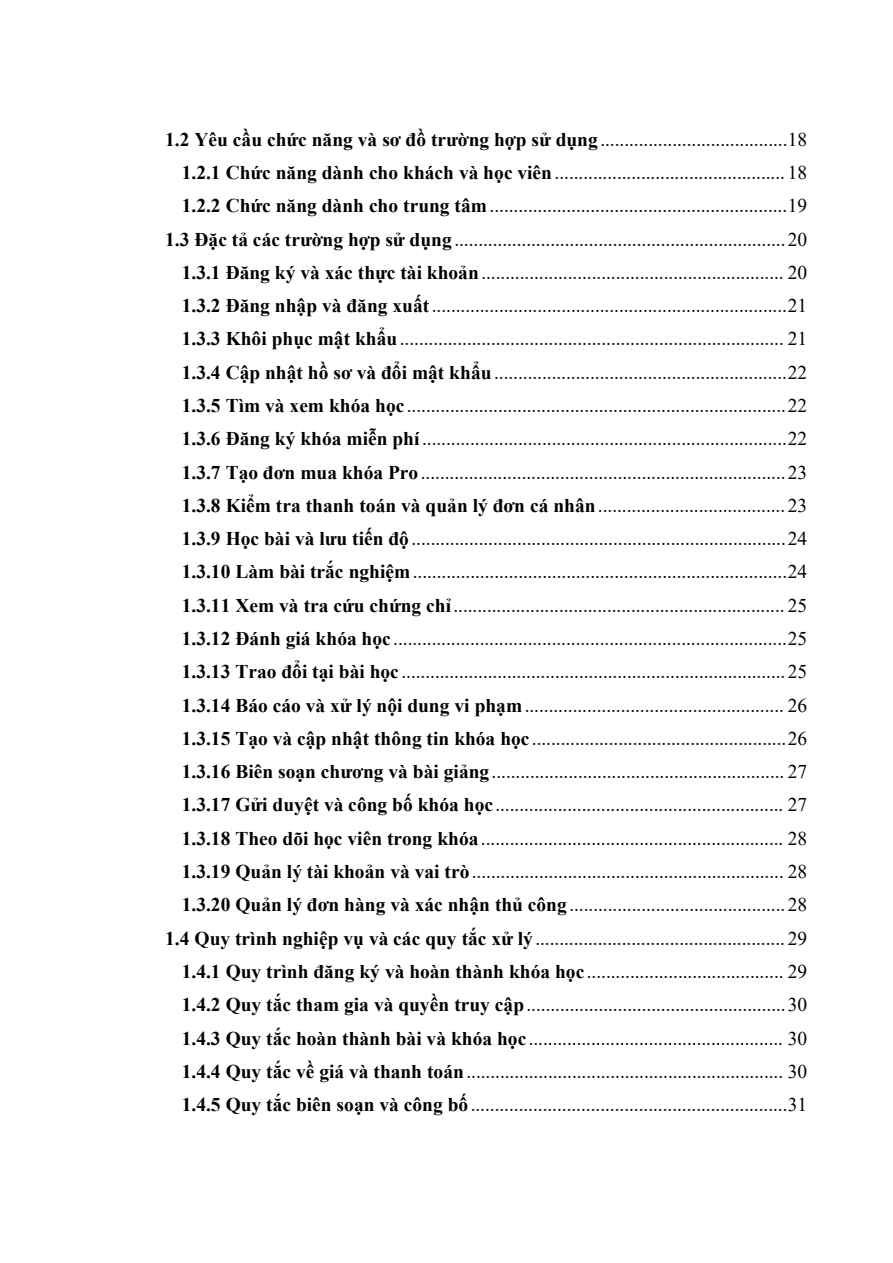 1.2 Yêu cầu chức năng và sơ đồ trường hợp sử dụng.......................................18
1.2.1 Chức năng dành cho khách và học viên................................................ 18
1.2.2 Chức năng dành cho trung tâm..............................................................19
1.3 Đặc tả các trường hợp sử dụng.....................................................................20
1.3.1 Đăng ký và xác thực tài khoản............................................................... 20
1.3.2 Đăng nhập và đăng xuất..........................................................................21
1.3.3 Khôi phục mật khẩu................................................................................ 21
1.3.4 Cập nhật hồ sơ và đổi mật khẩu.............................................................22
1.3.5 Tìm và xem khóa học...............................................................................22
1.3.6 Đăng ký khóa miễn phí............................................................................22
1.3.7 Tạo đơn mua khóa Pro............................................................................23
1.3.8 Kiểm tra thanh toán và quản lý đơn cá nhân.......................................23
1.3.9 Học bài và lưu tiến độ..............................................................................24
1.3.10 Làm bài trắc nghiệm..............................................................................24
1.3.11 Xem và tra cứu chứng chỉ..................................................................... 25
1.3.12 Đánh giá khóa học..................................................................................25
1.3.13 Trao đổi tại bài học................................................................................25
1.3.14 Báo cáo và xử lý nội dung vi phạm...................................................... 26
1.3.15 Tạo và cập nhật thông tin khóa học.....................................................26
1.3.16 Biên soạn chương và bài giảng............................................................. 27
1.3.17 Gửi duyệt và công bố khóa học............................................................ 27
1.3.18 Theo dõi học viên trong khóa............................................................... 28
1.3.19 Quản lý tài khoản và vai trò................................................................. 28
1.3.20 Quản lý đơn hàng và xác nhận thủ công.............................................28
1.4 Quy trình nghiệp vụ và các quy tắc xử lý....................................................29
1.4.1 Quy trình đăng ký và hoàn thành khóa học......................................... 29
1.4.2 Quy tắc tham gia và quyền truy cập......................................................30
1.4.3 Quy tắc hoàn thành bài và khóa học..................................................... 30
1.4.4 Quy tắc về giá và thanh toán.................................................................. 30
1.4.5 Quy tắc biên soạn và công bố..................................................................31